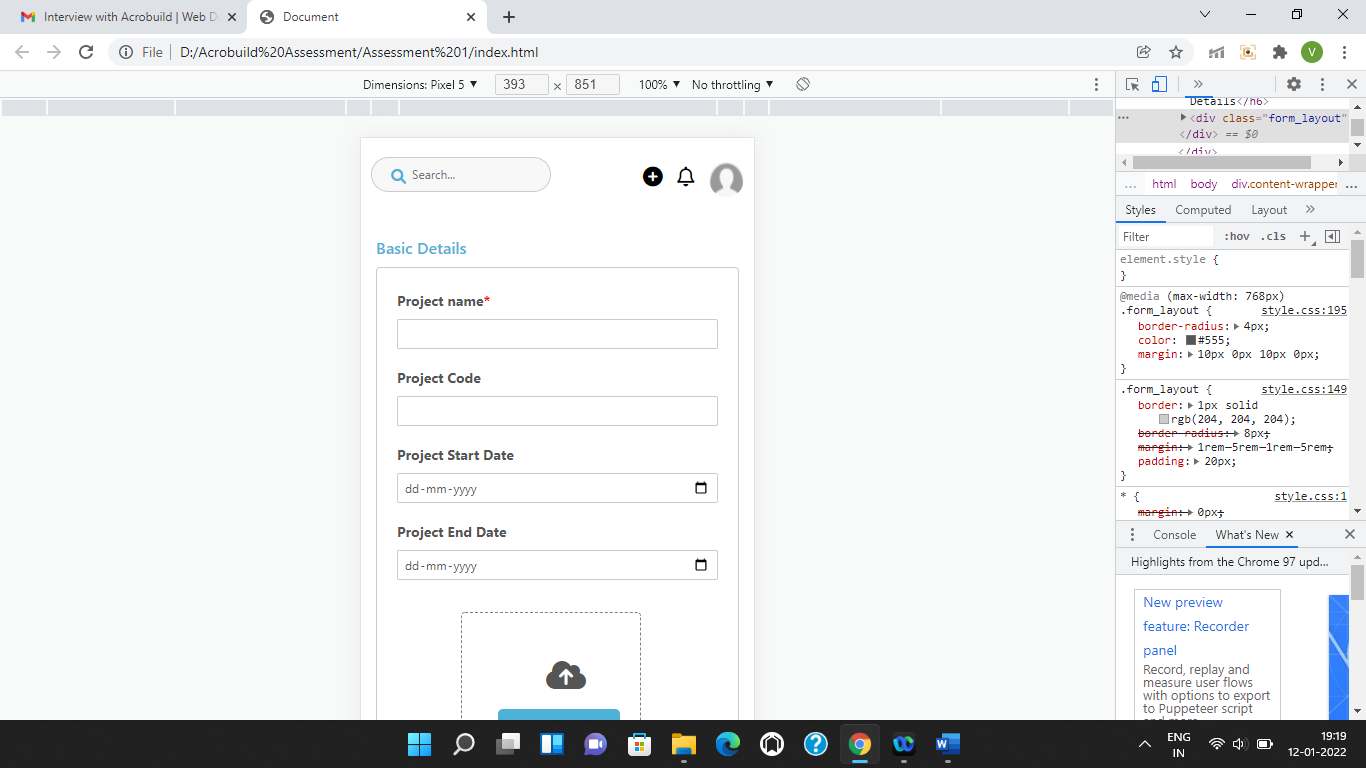 Interview with Acrobuild | Web D
Document
File
D:/Acrobuild%20Assessment/Assessment%201/index.html
V
Dimensions: Pixel 5 ▼
393
×
851
100% ▼
No throttling ▼
Search...
Basic Details
Project name*
Project Code
Project Start Date
dd-mm-yyyy
Project End Date
dd-mm-yyyy
Details</h6>
<div class="form_layout"
</div> == $0
</div>
... html body div.content-wrapper ...
Styles Computed Layout »
Filter :hov .cls +
element.style {
}
@media (max-width: 768px)
.form_layout { style.css:195
border-radius: 4px;
color: #555;
margin: 10px 0px 10px 0px;
}
.form_layout { style.css:149
border: 1px solid
rgb(204, 204, 204);
border-radius: 8px;
margin: 1rem 5rem 1rem 5rem;
padding: 20px;
}
* { style.css:1
margin: 0px;
Console What's New ×
Highlights from the Chrome 97 upd...
New preview
feature: Recorder
panel
Record, replay and
measure user flows
with options to export
to Puppeteer script
and more
ENG
IN
19:19
12-01-2022